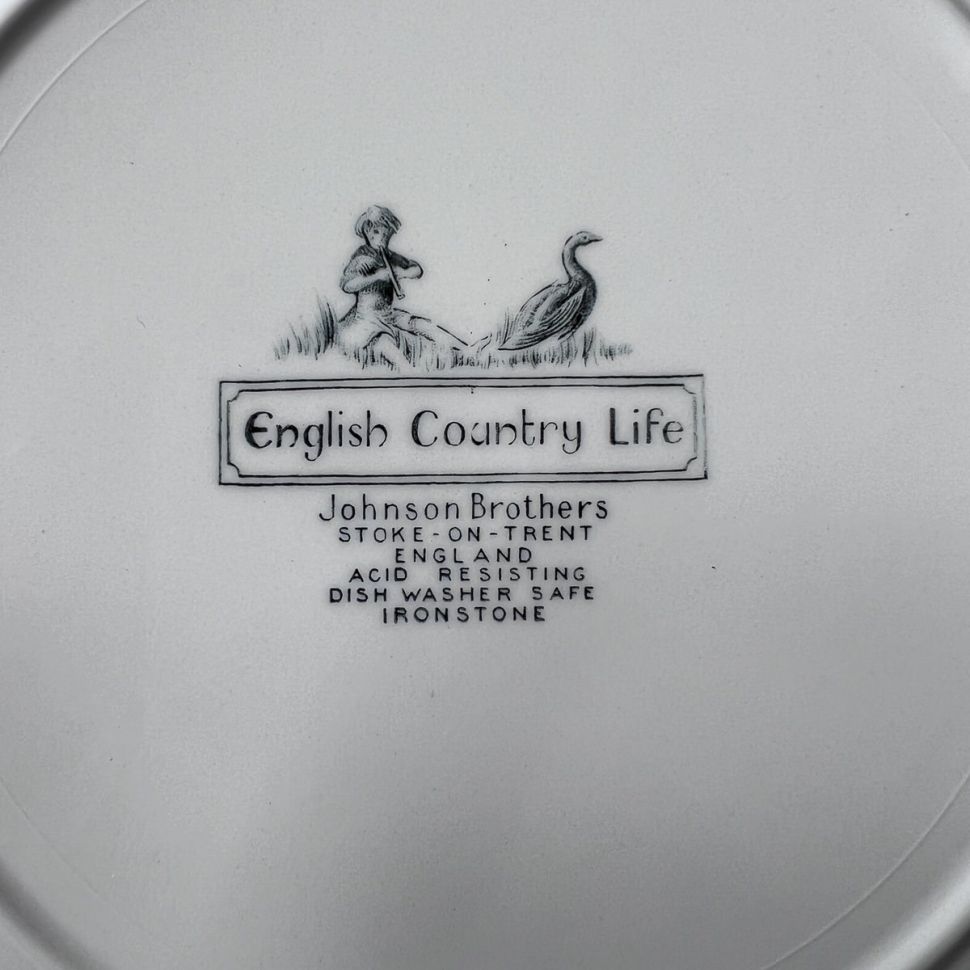 English Country Life
Johnson Brothers
STOKE-ON-TRENT
ENGLAND
ACID RESISTING
DISH WASHER SAFE
IRONSTONE